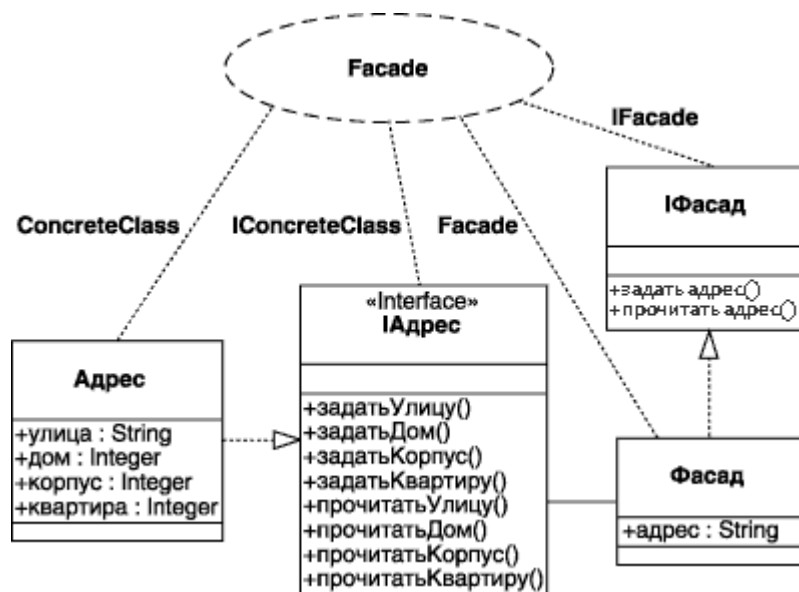 Facade
IFacade
ConcreteClass
IConcreteClass
Facade
IФасад
+задать адрес()
+прочитать адрес()
«Interface»
IАдрес
+задатьУлицу()
+задатьДом()
+задатьКорпус()
+задатьКвартиру()
+прочитатьУлицу()
+прочитатьДом()
+прочитатьКорпус()
+прочитатьКвартиру()
Адрес
+улица : String
+дом : Integer
+корпус : Integer
+квартира : Integer
Фасад
+адрес : String